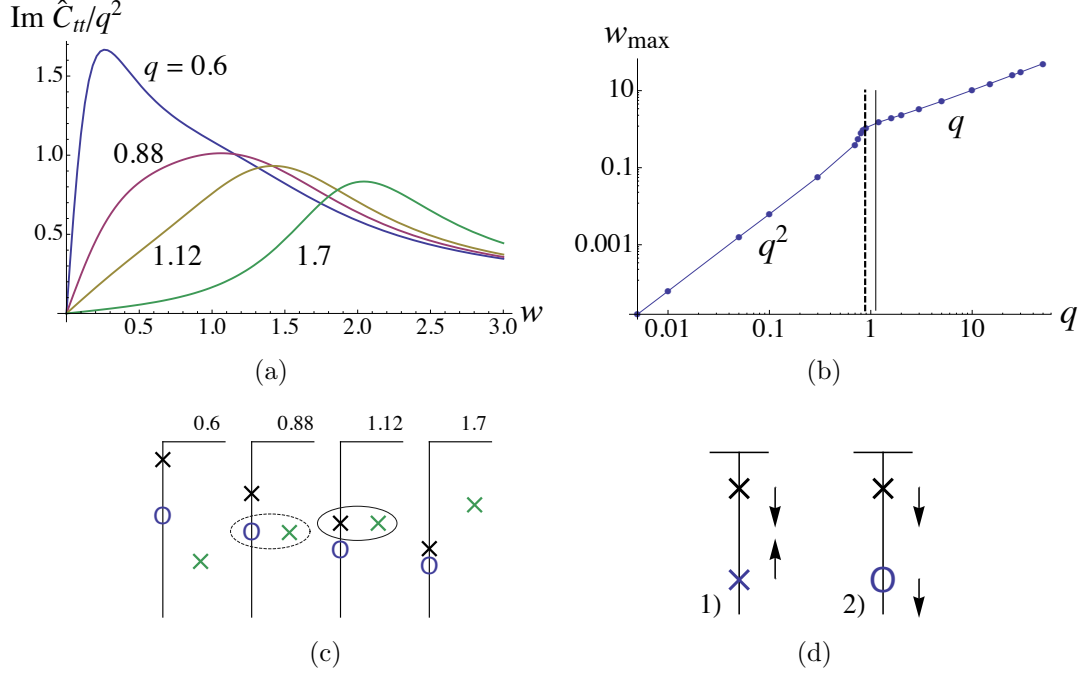 Im Ĉ_tt/q²
1.5
1.0
0.5
q = 0.6
0.88
1.12
1.7
0.5 1.0 1.5 2.0 2.5 3.0 w
(a)
w_max
10
0.1
0.001
q²
q
0.01 0.1 1 10 q
(b)
0.6 0.88 1.12 1.7
(c)
1) 2)
(d)